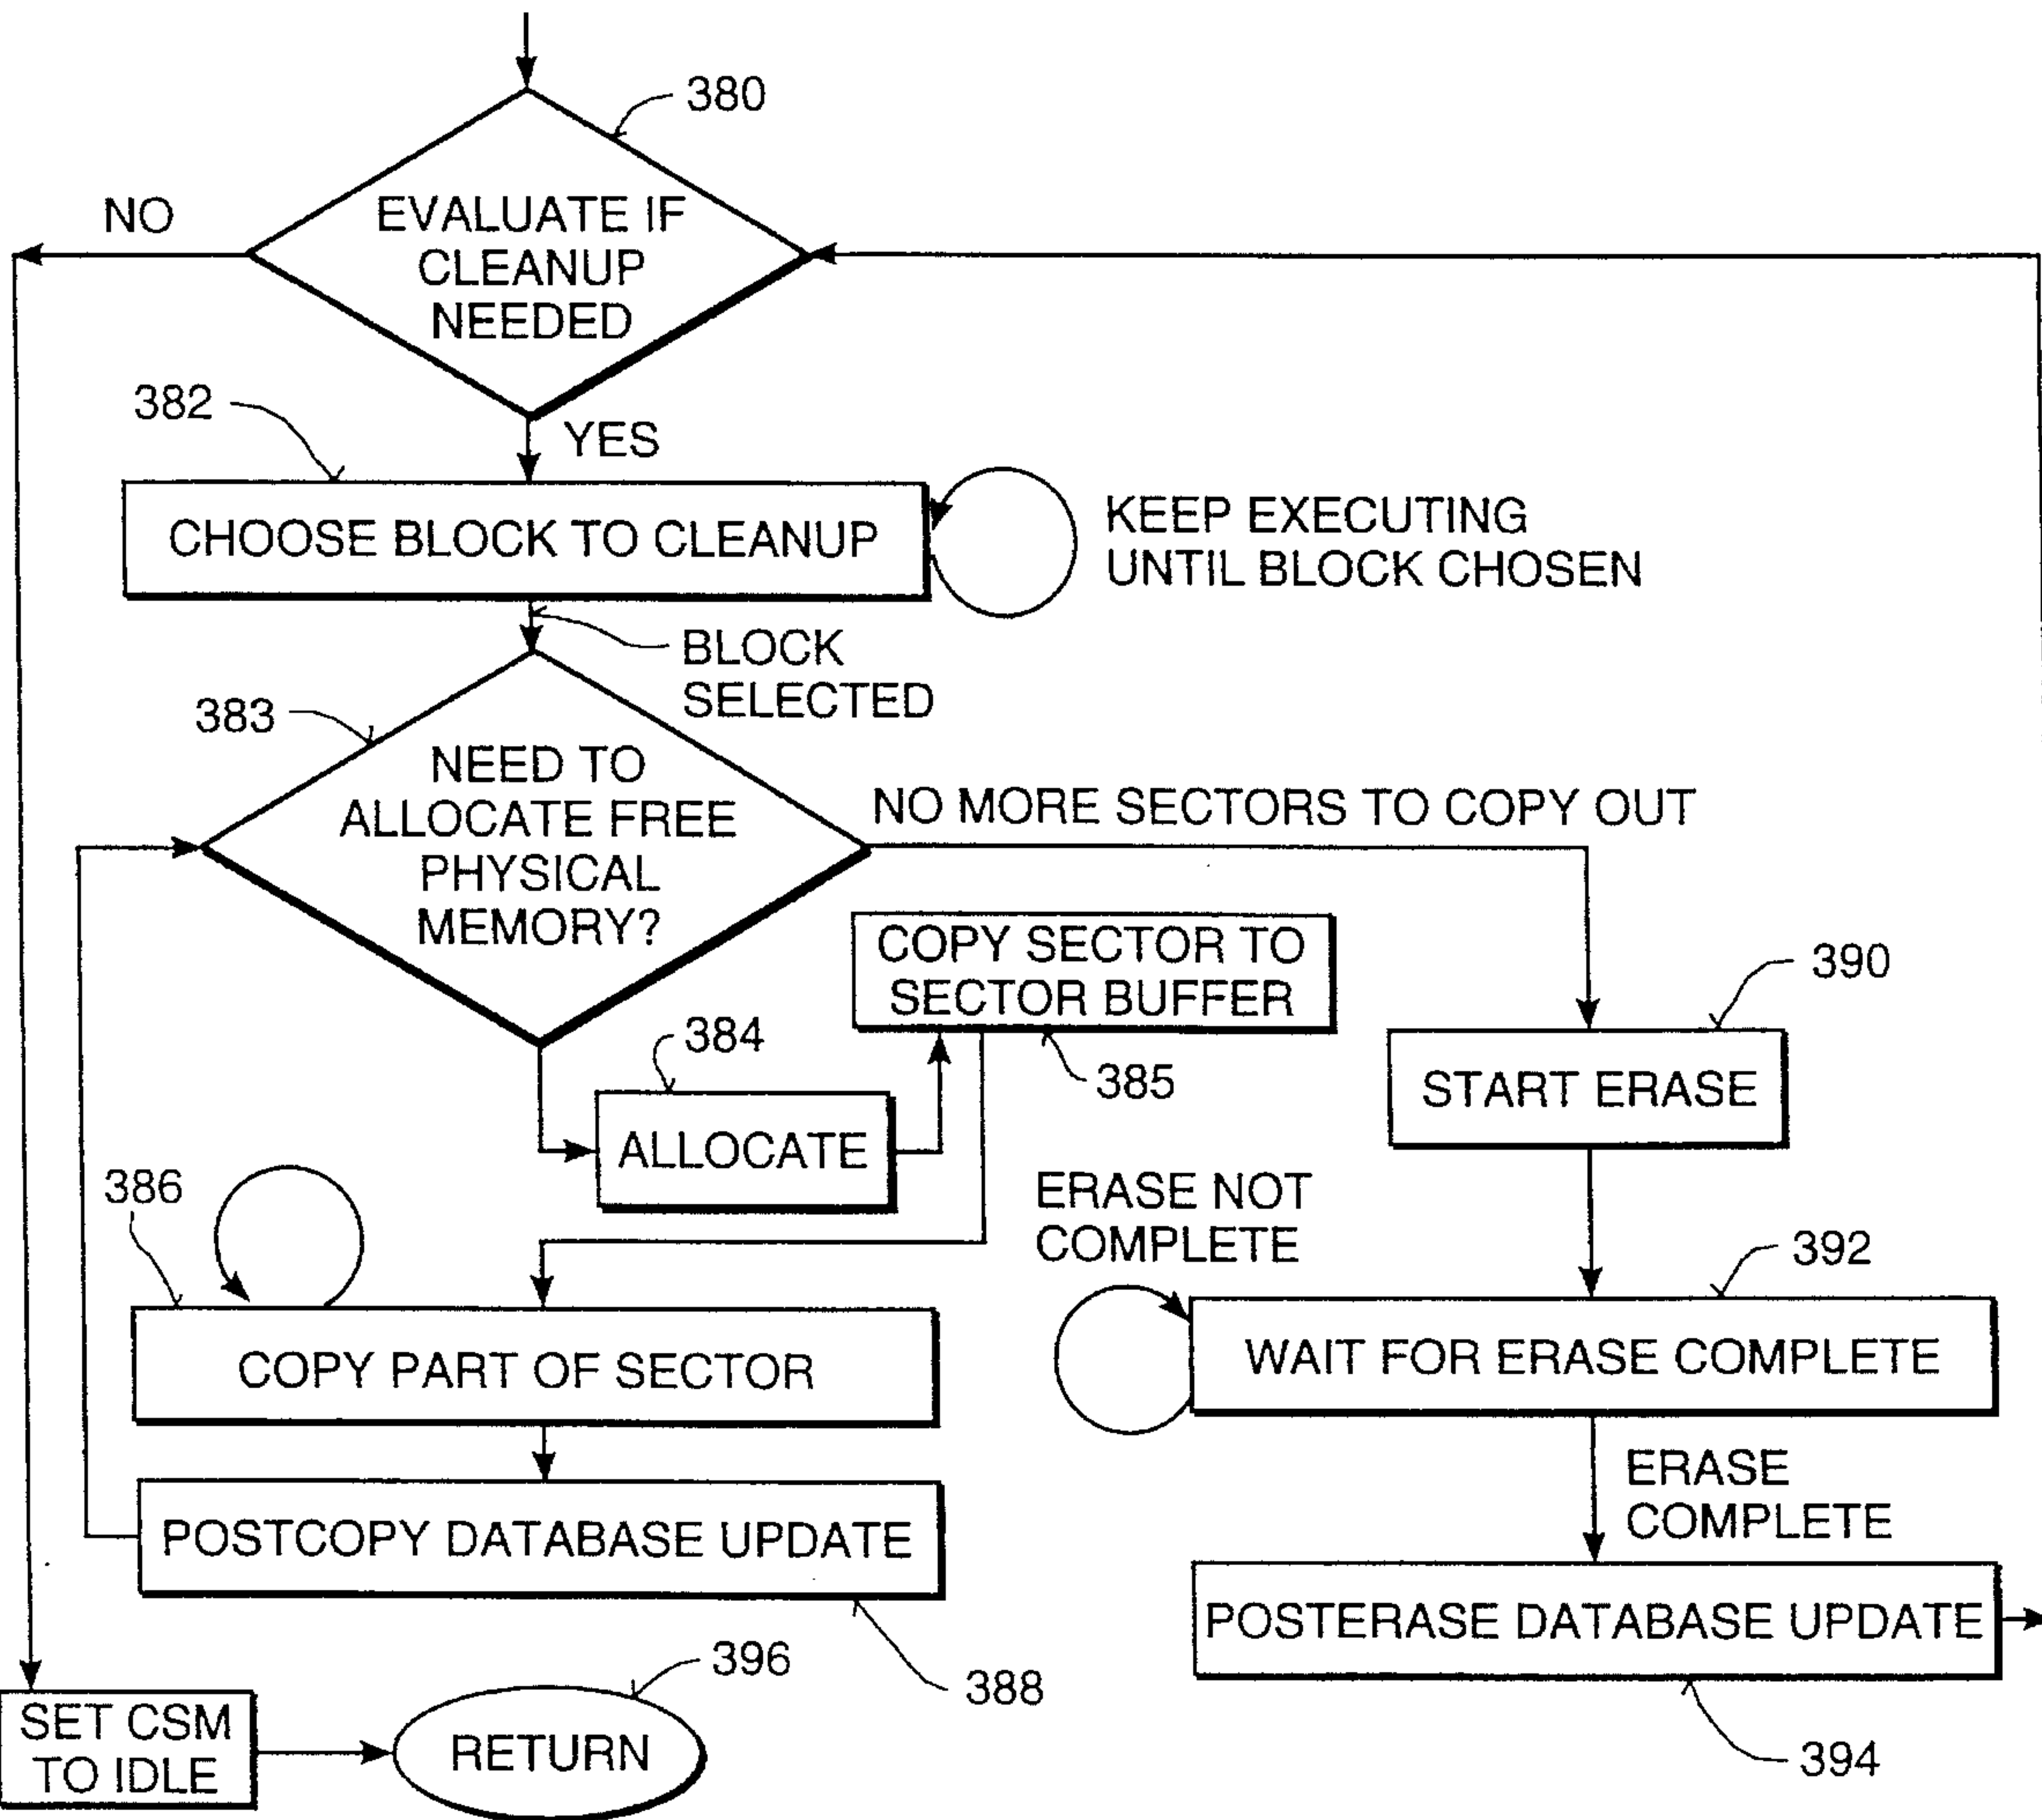 380
NO
EVALUATE IF
CLEANUP
NEEDED
382
YES
CHOOSE BLOCK TO CLEANUP
KEEP EXECUTING
UNTIL BLOCK CHOSEN
BLOCK
SELECTED
383
NEED TO
ALLOCATE FREE
PHYSICAL
MEMORY?
NO MORE SECTORS TO COPY OUT
COPY SECTOR TO
SECTOR BUFFER
390
384
385
START ERASE
ALLOCATE
386
ERASE NOT
COMPLETE
392
COPY PART OF SECTOR
WAIT FOR ERASE COMPLETE
ERASE
COMPLETE
POSTCOPY DATABASE UPDATE
POSTERASE DATABASE UPDATE
396
388
SET CSM
TO IDLE
RETURN
394